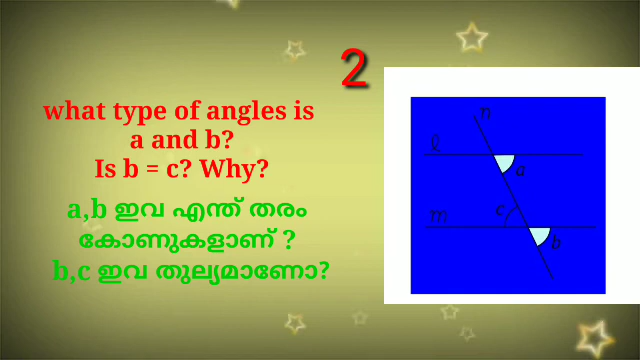 2
what type of angles is
a and b?
Is b = c? Why?
a,b ഇവ എന്ത് തരം
കോണുകളാണ് ?
b,c ഇവ തുല്യമാണോ?
n
ℓ
a
c
m
b